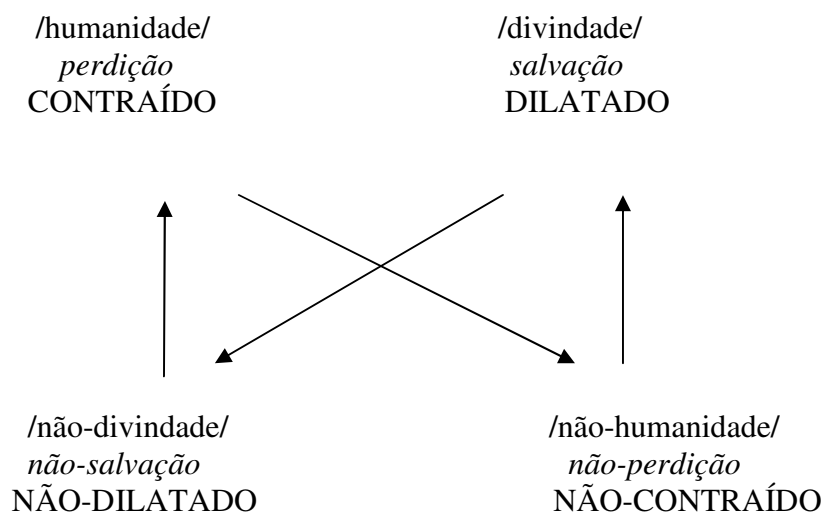 /humanidade/
perdição
CONTRAÍDO
/divindade/
salvação
DILATADO
/não-divindade/
não-salvação
NÃO-DILATADO
/não-humanidade/
não-perdição
NÃO-CONTRAÍDO